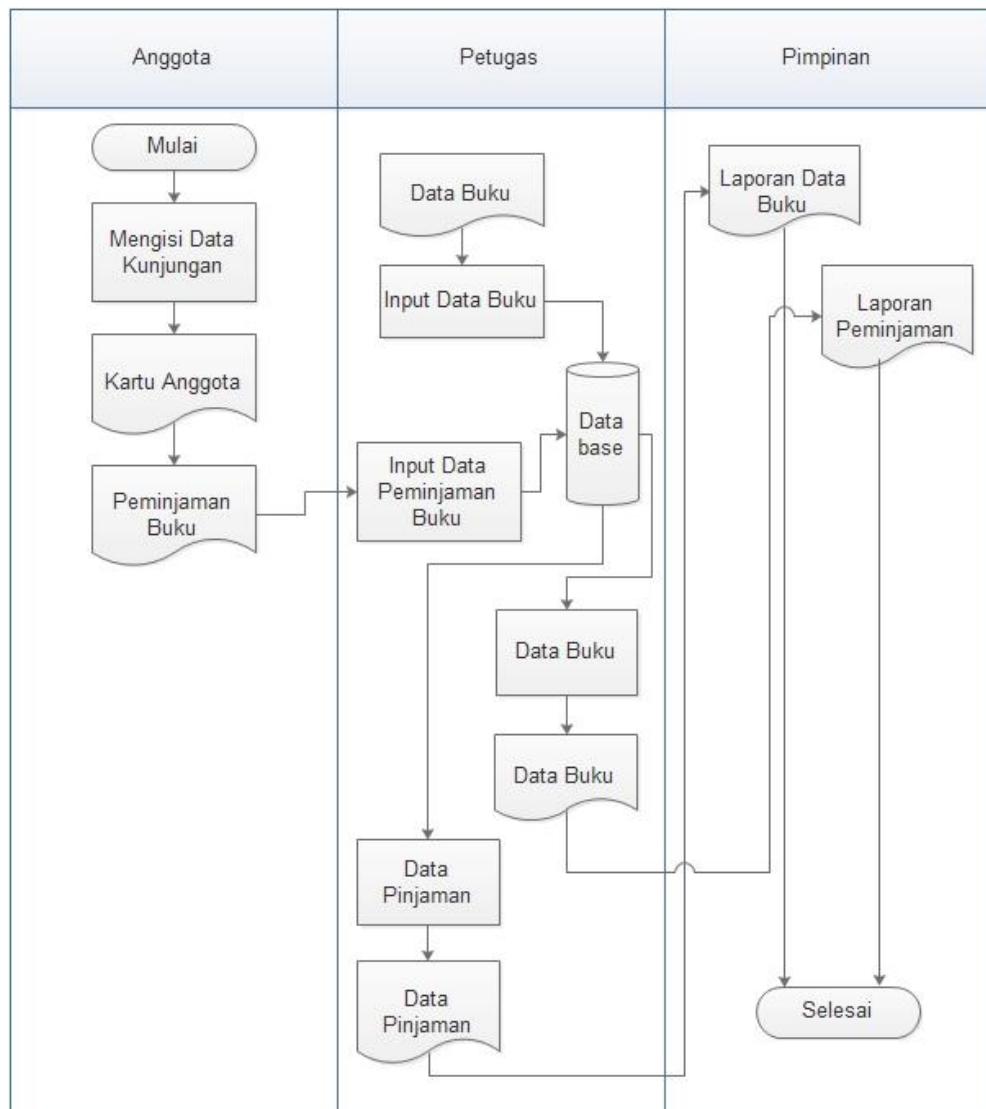 Anggota
Petugas
Pimpinan
Mulai
Mengisi Data
Kunjungan
Kartu Anggota
Peminjaman
Buku
Data Buku
Input Data Buku
Input Data
Peminjaman
Buku
Data
base
Data Buku
Data Buku
Data
Pinjaman
Data
Pinjaman
Laporan Data
Buku
Laporan
Peminjaman
Selesai